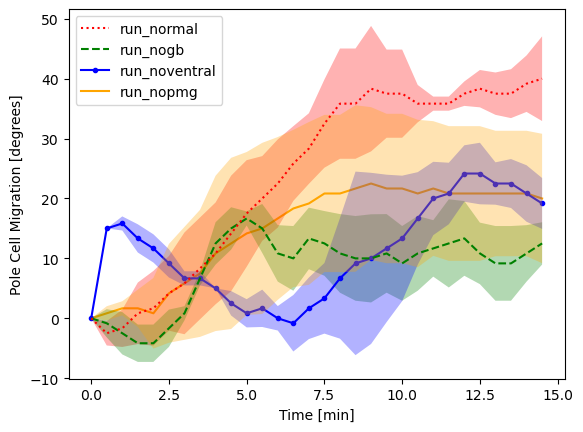 50
40
30
20
10
0
−10
Pole Cell Migration [degrees]
run_normal
run_nogb
run_noventral
run_nopmg
0.0 2.5 5.0 7.5 10.0 12.5 15.0
Time [min]